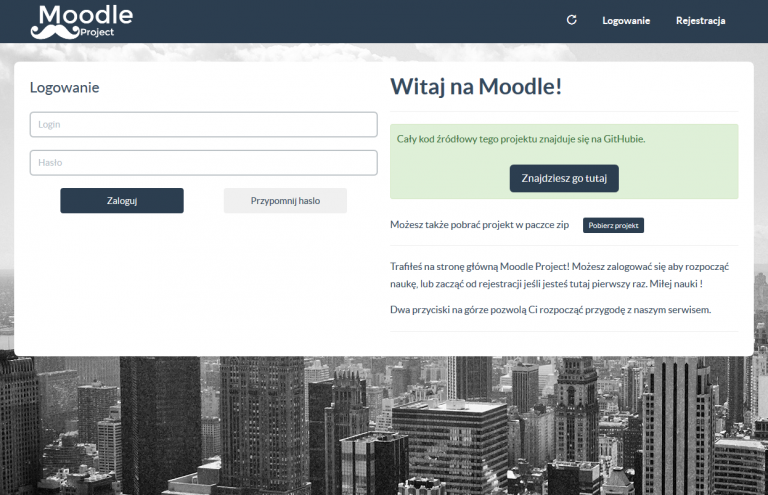 Moodle
Project
Logowanie
Rejestracja
Logowanie
Login
Hasło
Zaloguj
Przypomnij haslo
Witaj na Moodle!
Cały kod źródłowy tego projektu znajduje się na GitHubie.
Znajdziesz go tutaj
Możesz także pobrać projekt w paczce zip
Pobierz projekt
Trafiłeś na stronę główną Moodle Project! Możesz zalogować się aby rozpocząć
naukę, lub zacząć od rejestracji jeśli jesteś tutaj pierwszy raz. Miłej nauki !
Dwa przyciski na górze pozwolą Ci rozpocząć przygodę z naszym serwisem.